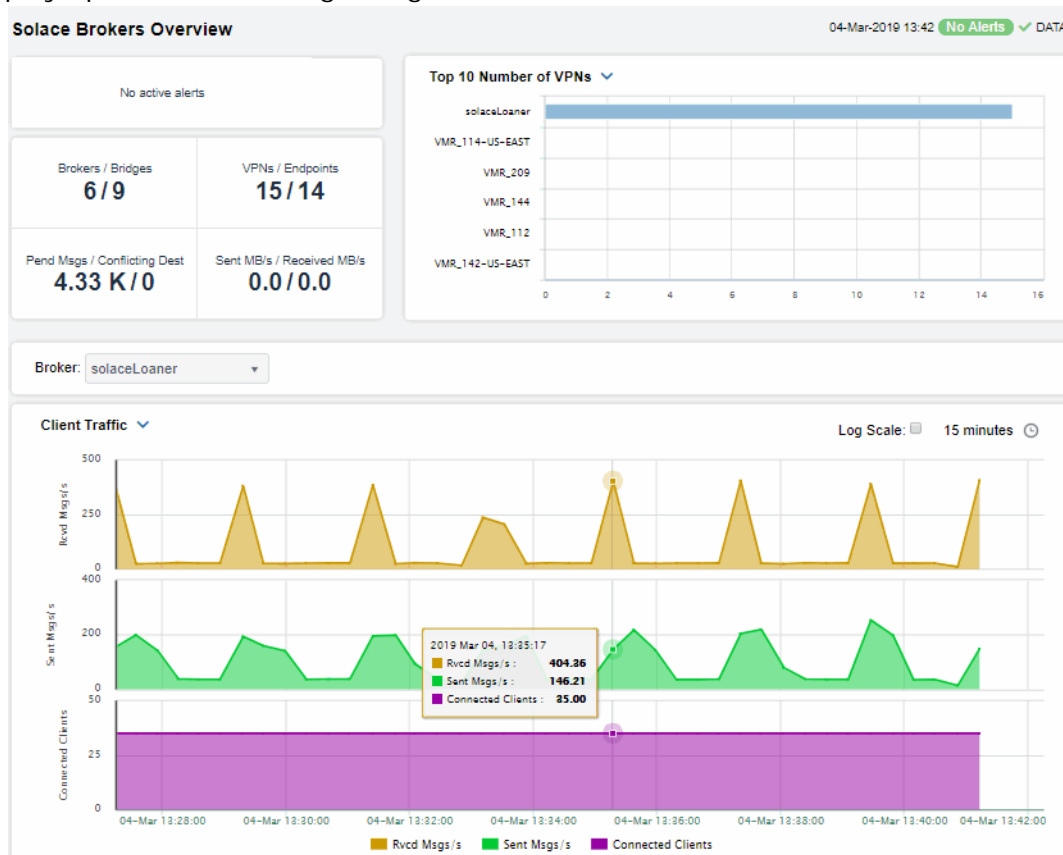 Solace Brokers Overview
04-Mar-2019 13:42 No Alerts DATA
No active alerts
Brokers / Bridges
6 / 9
VPNs / Endpoints
15 / 14
Pend Msgs / Conflicting Dest
4.33 K / 0
Sent MB/s / Received MB/s
0.0 / 0.0
Top 10 Number of VPNs
solaceLoaner
VMR_114-US-EAST
VMR_209
VMR_144
VMR_112
VMR_142-US-EAST
0 2 4 6 8 10 12 14 16
Broker: solaceLoaner
Client Traffic
Log Scale: 15 minutes
500
250
0
Rcvd Msgs/s
400
200
0
Sent Msgs/s
2019 Mar 04, 13:35:17
Rvcd Msgs/s : 404.36
Sent Msgs/s : 146.21
Connected Clients : 35.00
50
25
0
Connected Clients
04-Mar 13:28:00 04-Mar 13:30:00 04-Mar 13:32:00 04-Mar 13:34:00 04-Mar 13:36:00 04-Mar 13:38:00 04-Mar 13:40:00 04-Mar 13:42:00
Rvcd Msgs/s Sent Msgs/s Connected Clients